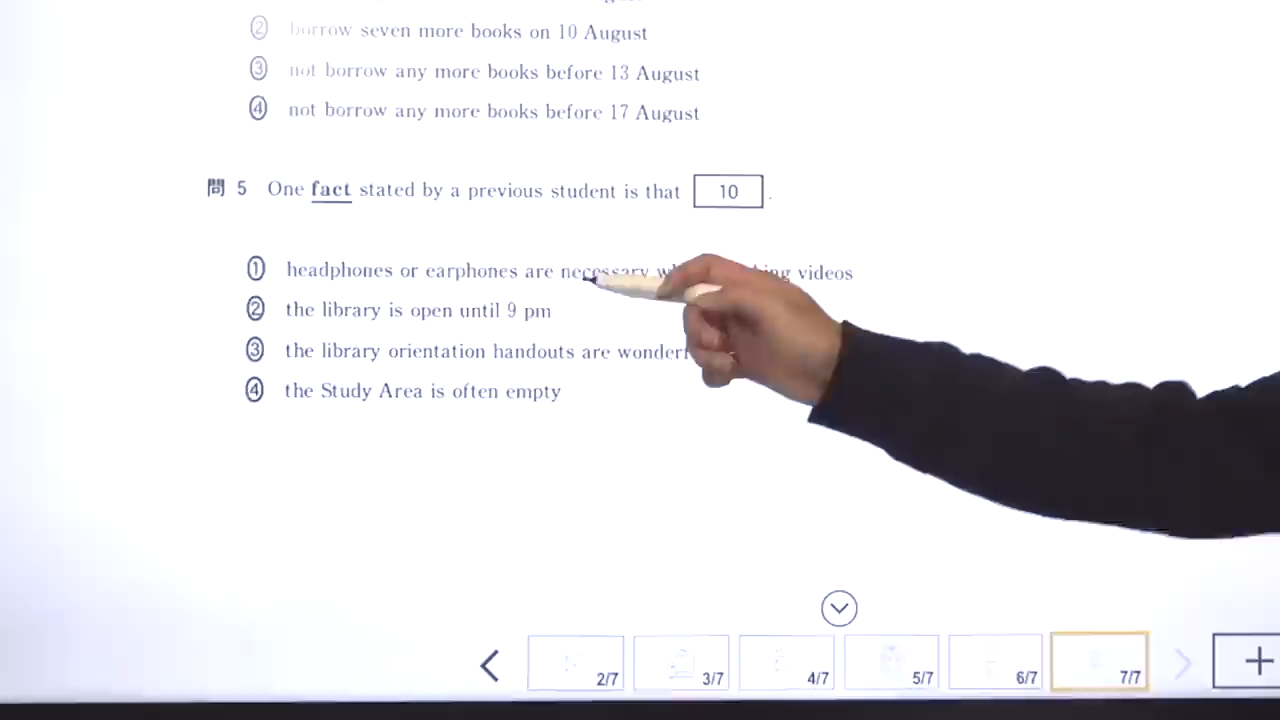 ② borrow seven more books on 10 August
③ not borrow any more books before 13 August
④ not borrow any more books before 17 August
問 5 One fact stated by a previous student is that 10 .
① headphones or earphones are necessary videos
② the library is open until 9 pm
③ the library orientation handouts are
④ the Study Area is often empty
2/7 3/7 4/7 5/7 6/7 7/7 +